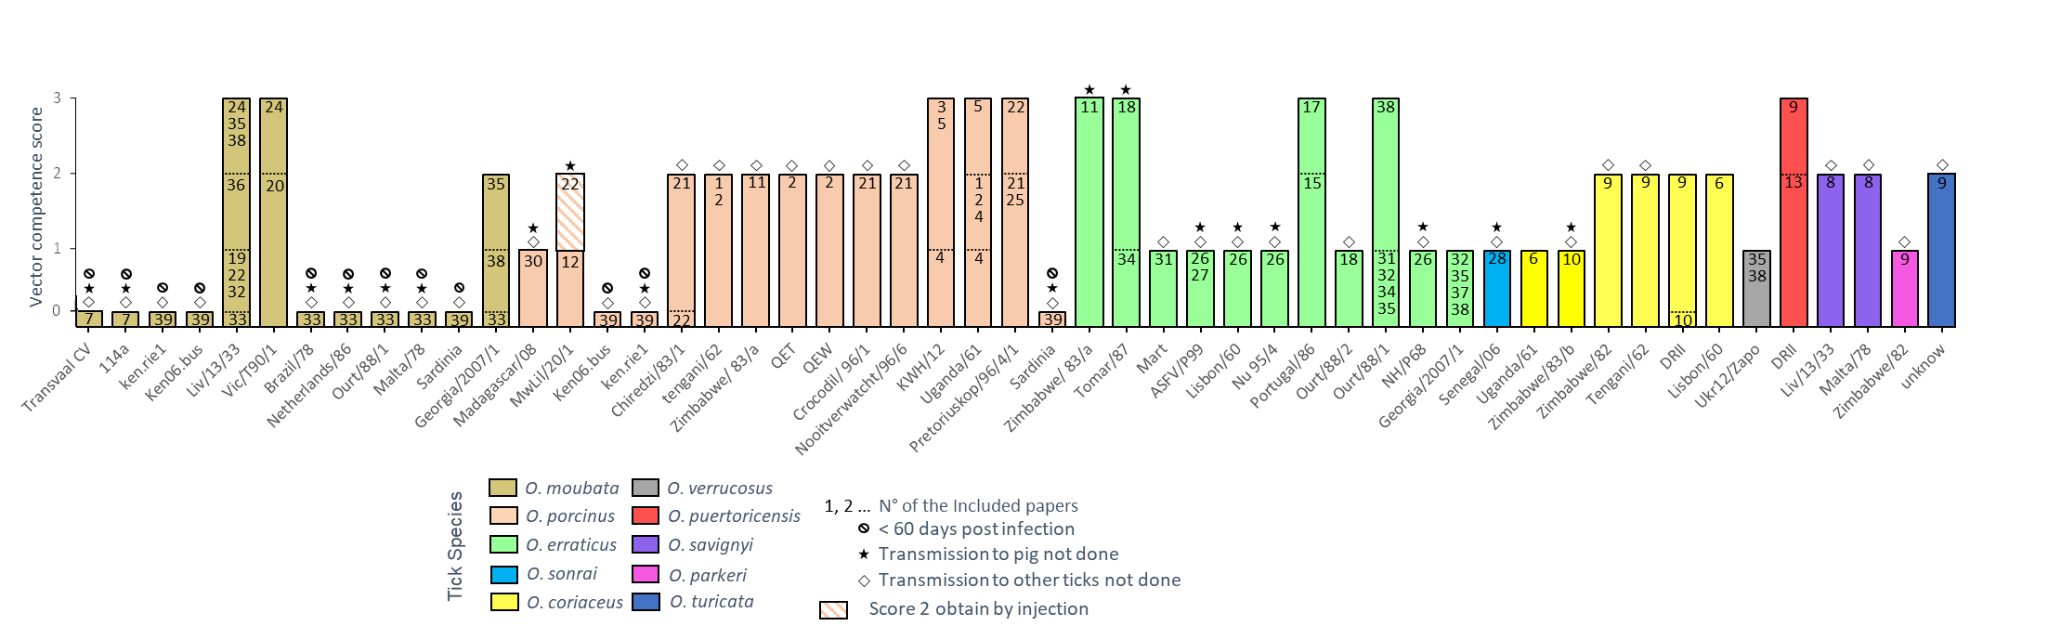 Vector competence score
3
2
1
0
7
7
39
39
24
35
38
36
19
22
32
33
24
20
33
33
33
33
39
35
38
33
30
22
12
39
39
21
22
1
2
11
2
2
21
21
3
5
4
5
1
2
4
4
22
21
25
39
11
18
34
31
26
27
26
26
17
15
18
38
31
32
34
35
26
32
35
37
38
28
6
10
9
9
9
10
6
35
38
9
13
8
8
9
9
Transvaal CV
114a
ken.rie1
Ken06.bus
Liv/13/33
Vic/T90/1
Brazil/78
Netherlands/86
Ourt/88/1
Malta/78
Sardinia
Georgia/2007/1
Madagascar/08
MwLil/20/1
Ken06.bus
ken.rie1
Chiredzi/83/1
tengani/62
Zimbabwe/ 83/a
QET
QEW
Crocodil/ 96/1
Nooitverwatcht/96/6
KWH/12
Uganda/61
Pretoriuskop/96/4/1
Sardinia
Zimbabwe/ 83/a
Tomar/87
Mart
ASFV/P99
Lisbon/60
Nu 95/4
Portugal/86
Ourt/88/2
Ourt/88/1
NH/P68
Georgia/2007/1
Senegal/06
Uganda/61
Zimbabwe/83/b
Zimbabwe/82
Tengani/62
DRII
Lisbon/60
Ukr12/Zapo
DRII
Liv/13/33
Malta/78
Zimbabwe/82
unknow
Tick Species
O. moubata
O. porcinus
O. erraticus
O. sonrai
O. coriaceus
O. verrucosus
O. puertoricensis
O. savignyi
O. parkeri
O. turicata
1, 2 ... N° of the Included papers
< 60 days post infection
Transmission to pig not done
Transmission to other ticks not done
Score 2 obtain by injection